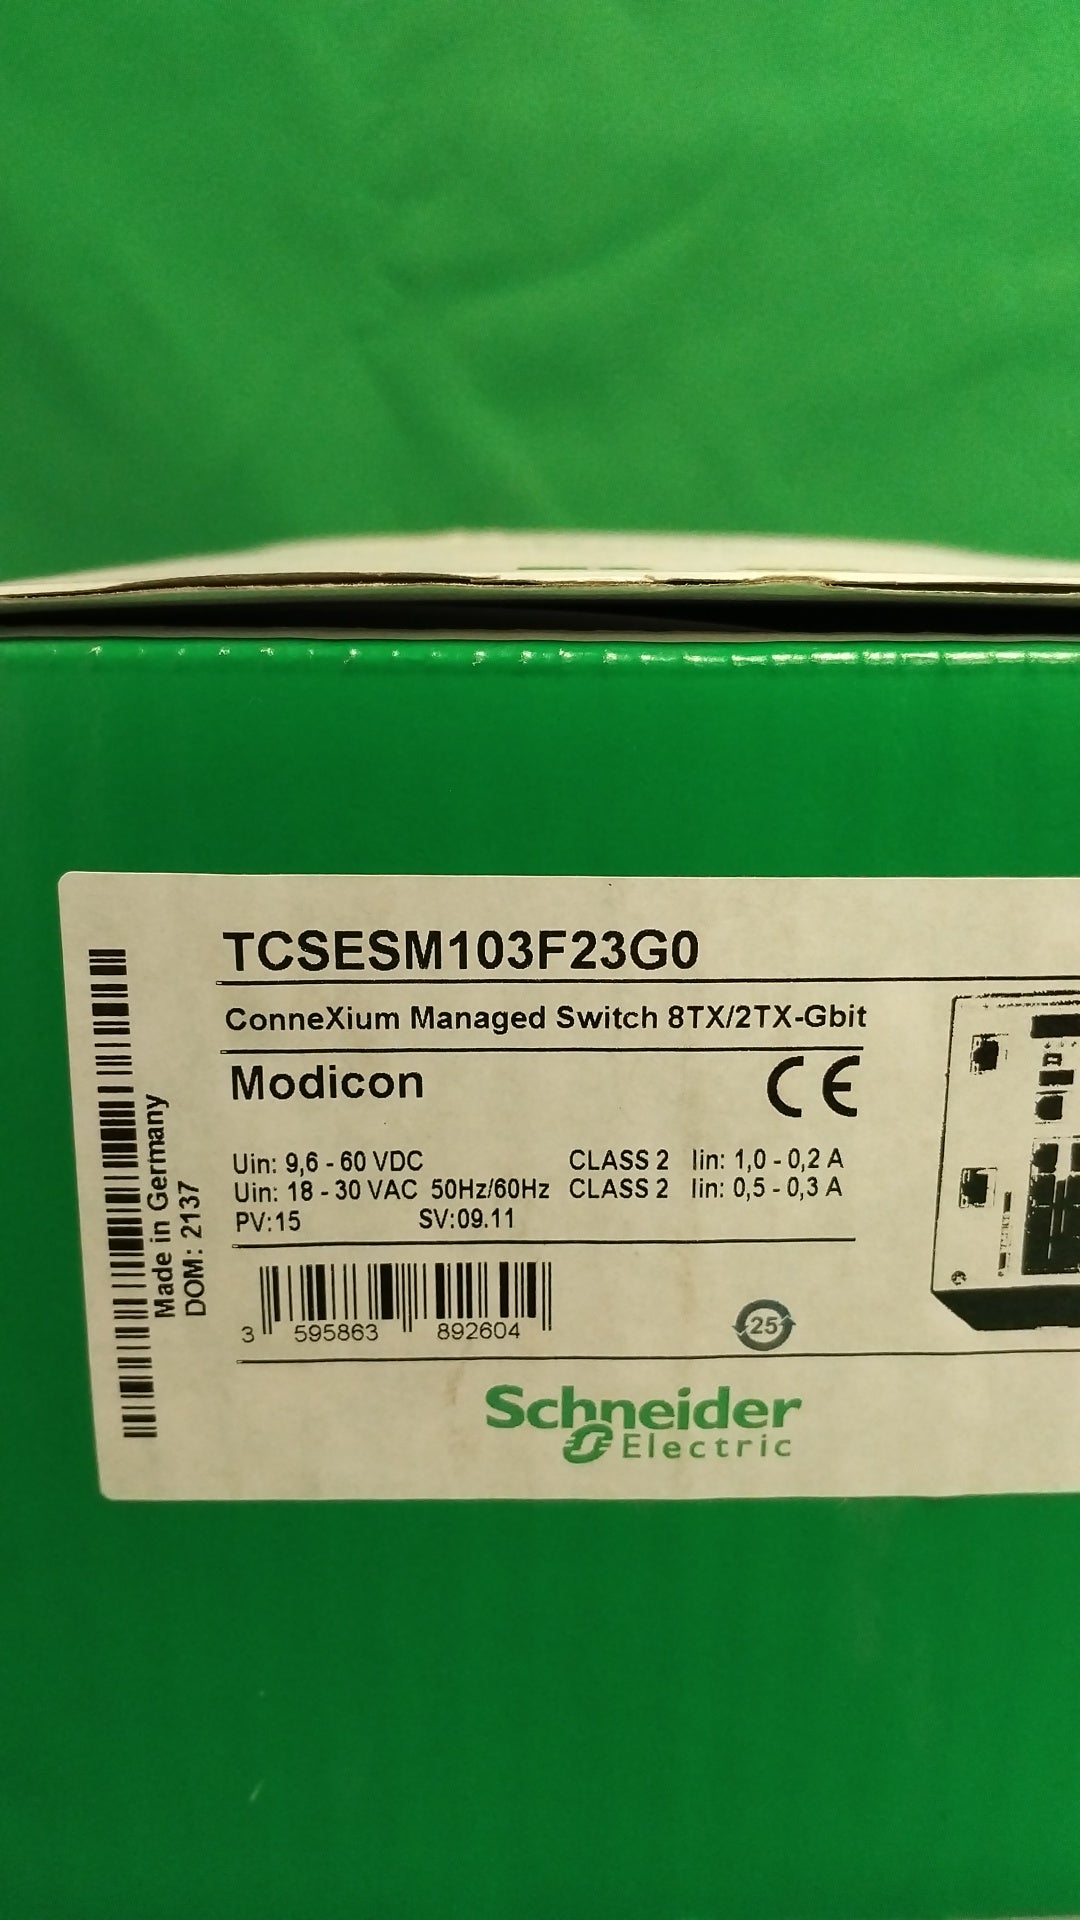 TCSESM103F23G0
ConneXium Managed Switch 8TX/2TX-Gbit
Modicon
CE
Uin: 9,6 - 60 VDC CLASS 2 Iin: 1,0 - 0,2 A
Uin: 18 - 30 VAC 50Hz/60Hz CLASS 2 Iin: 0,5 - 0,3 A
PV:15 SV:09.11
3 595863 892604
25
Schneider
Electric
Made in Germany
DOM: 2137